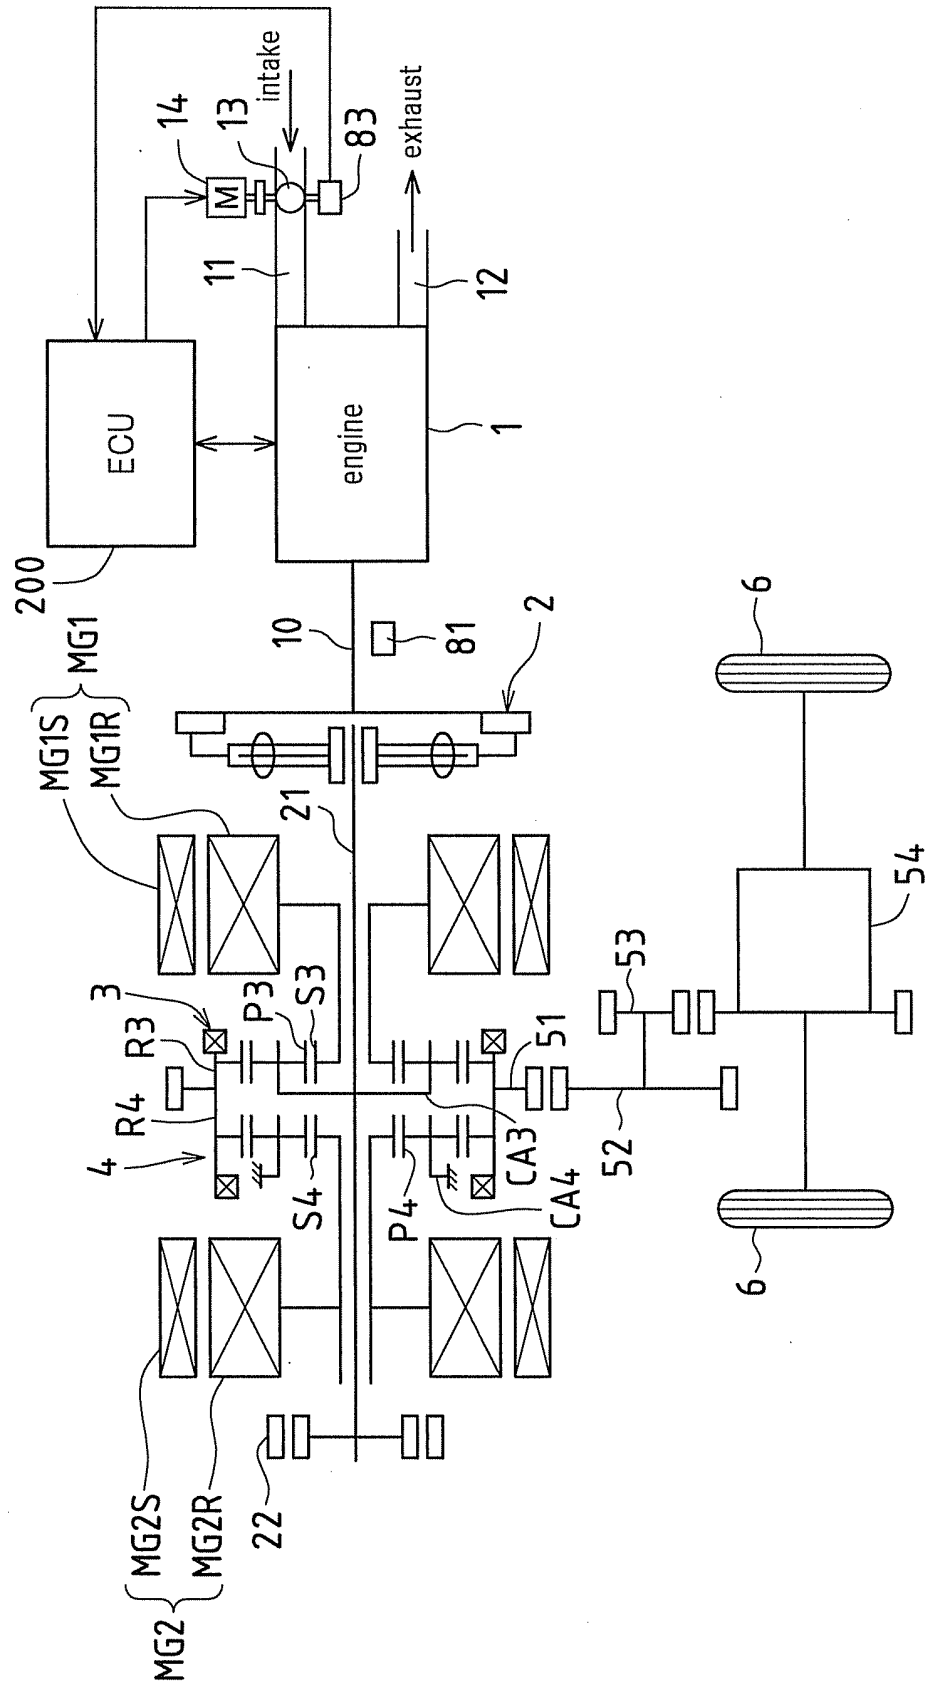 intake
exhaust
14
13
83
M
11
12
ECU
engine
1
200
10
81
2
MG1
MG1S
MG1R
21
3
R3
P3
S3
R4
4
S4
P4
CA3
CA4
51
52
53
54
6
6
22
MG2S
MG2R
MG2